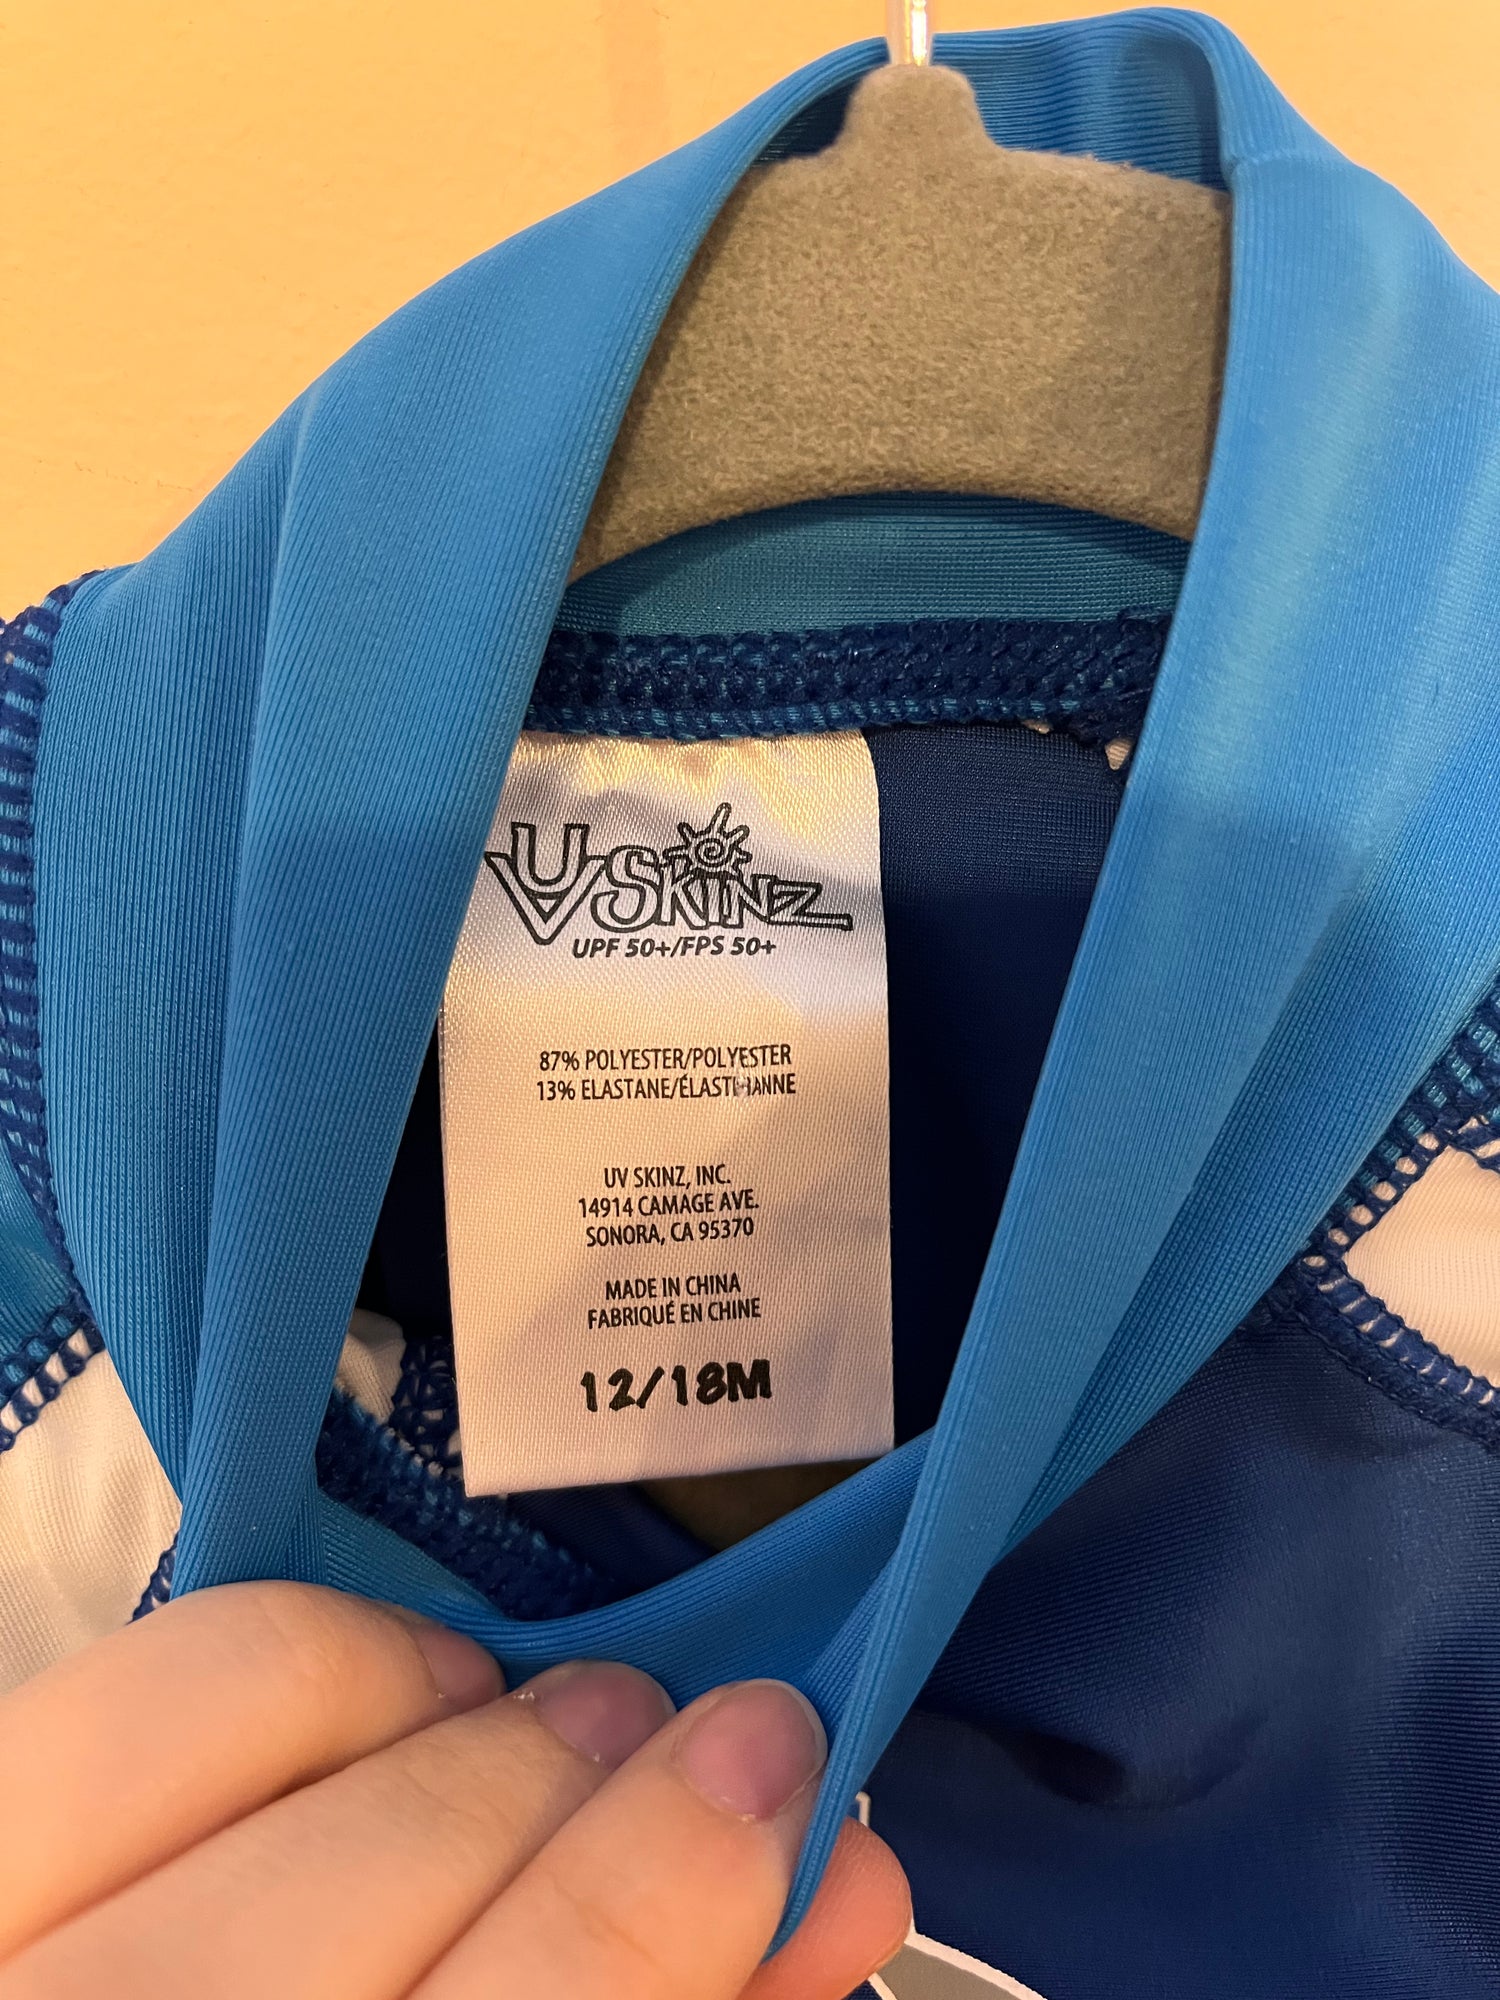 UV SKINZ
UPF 50+/FPS 50+
87% POLYESTER/POLYESTER
13% ELASTANE/ÉLASTHANNE
UV SKINZ, INC.
14914 CAMAGE AVE.
SONORA, CA 95370
MADE IN CHINA
FABRIQUÉ EN CHINE
12/18M